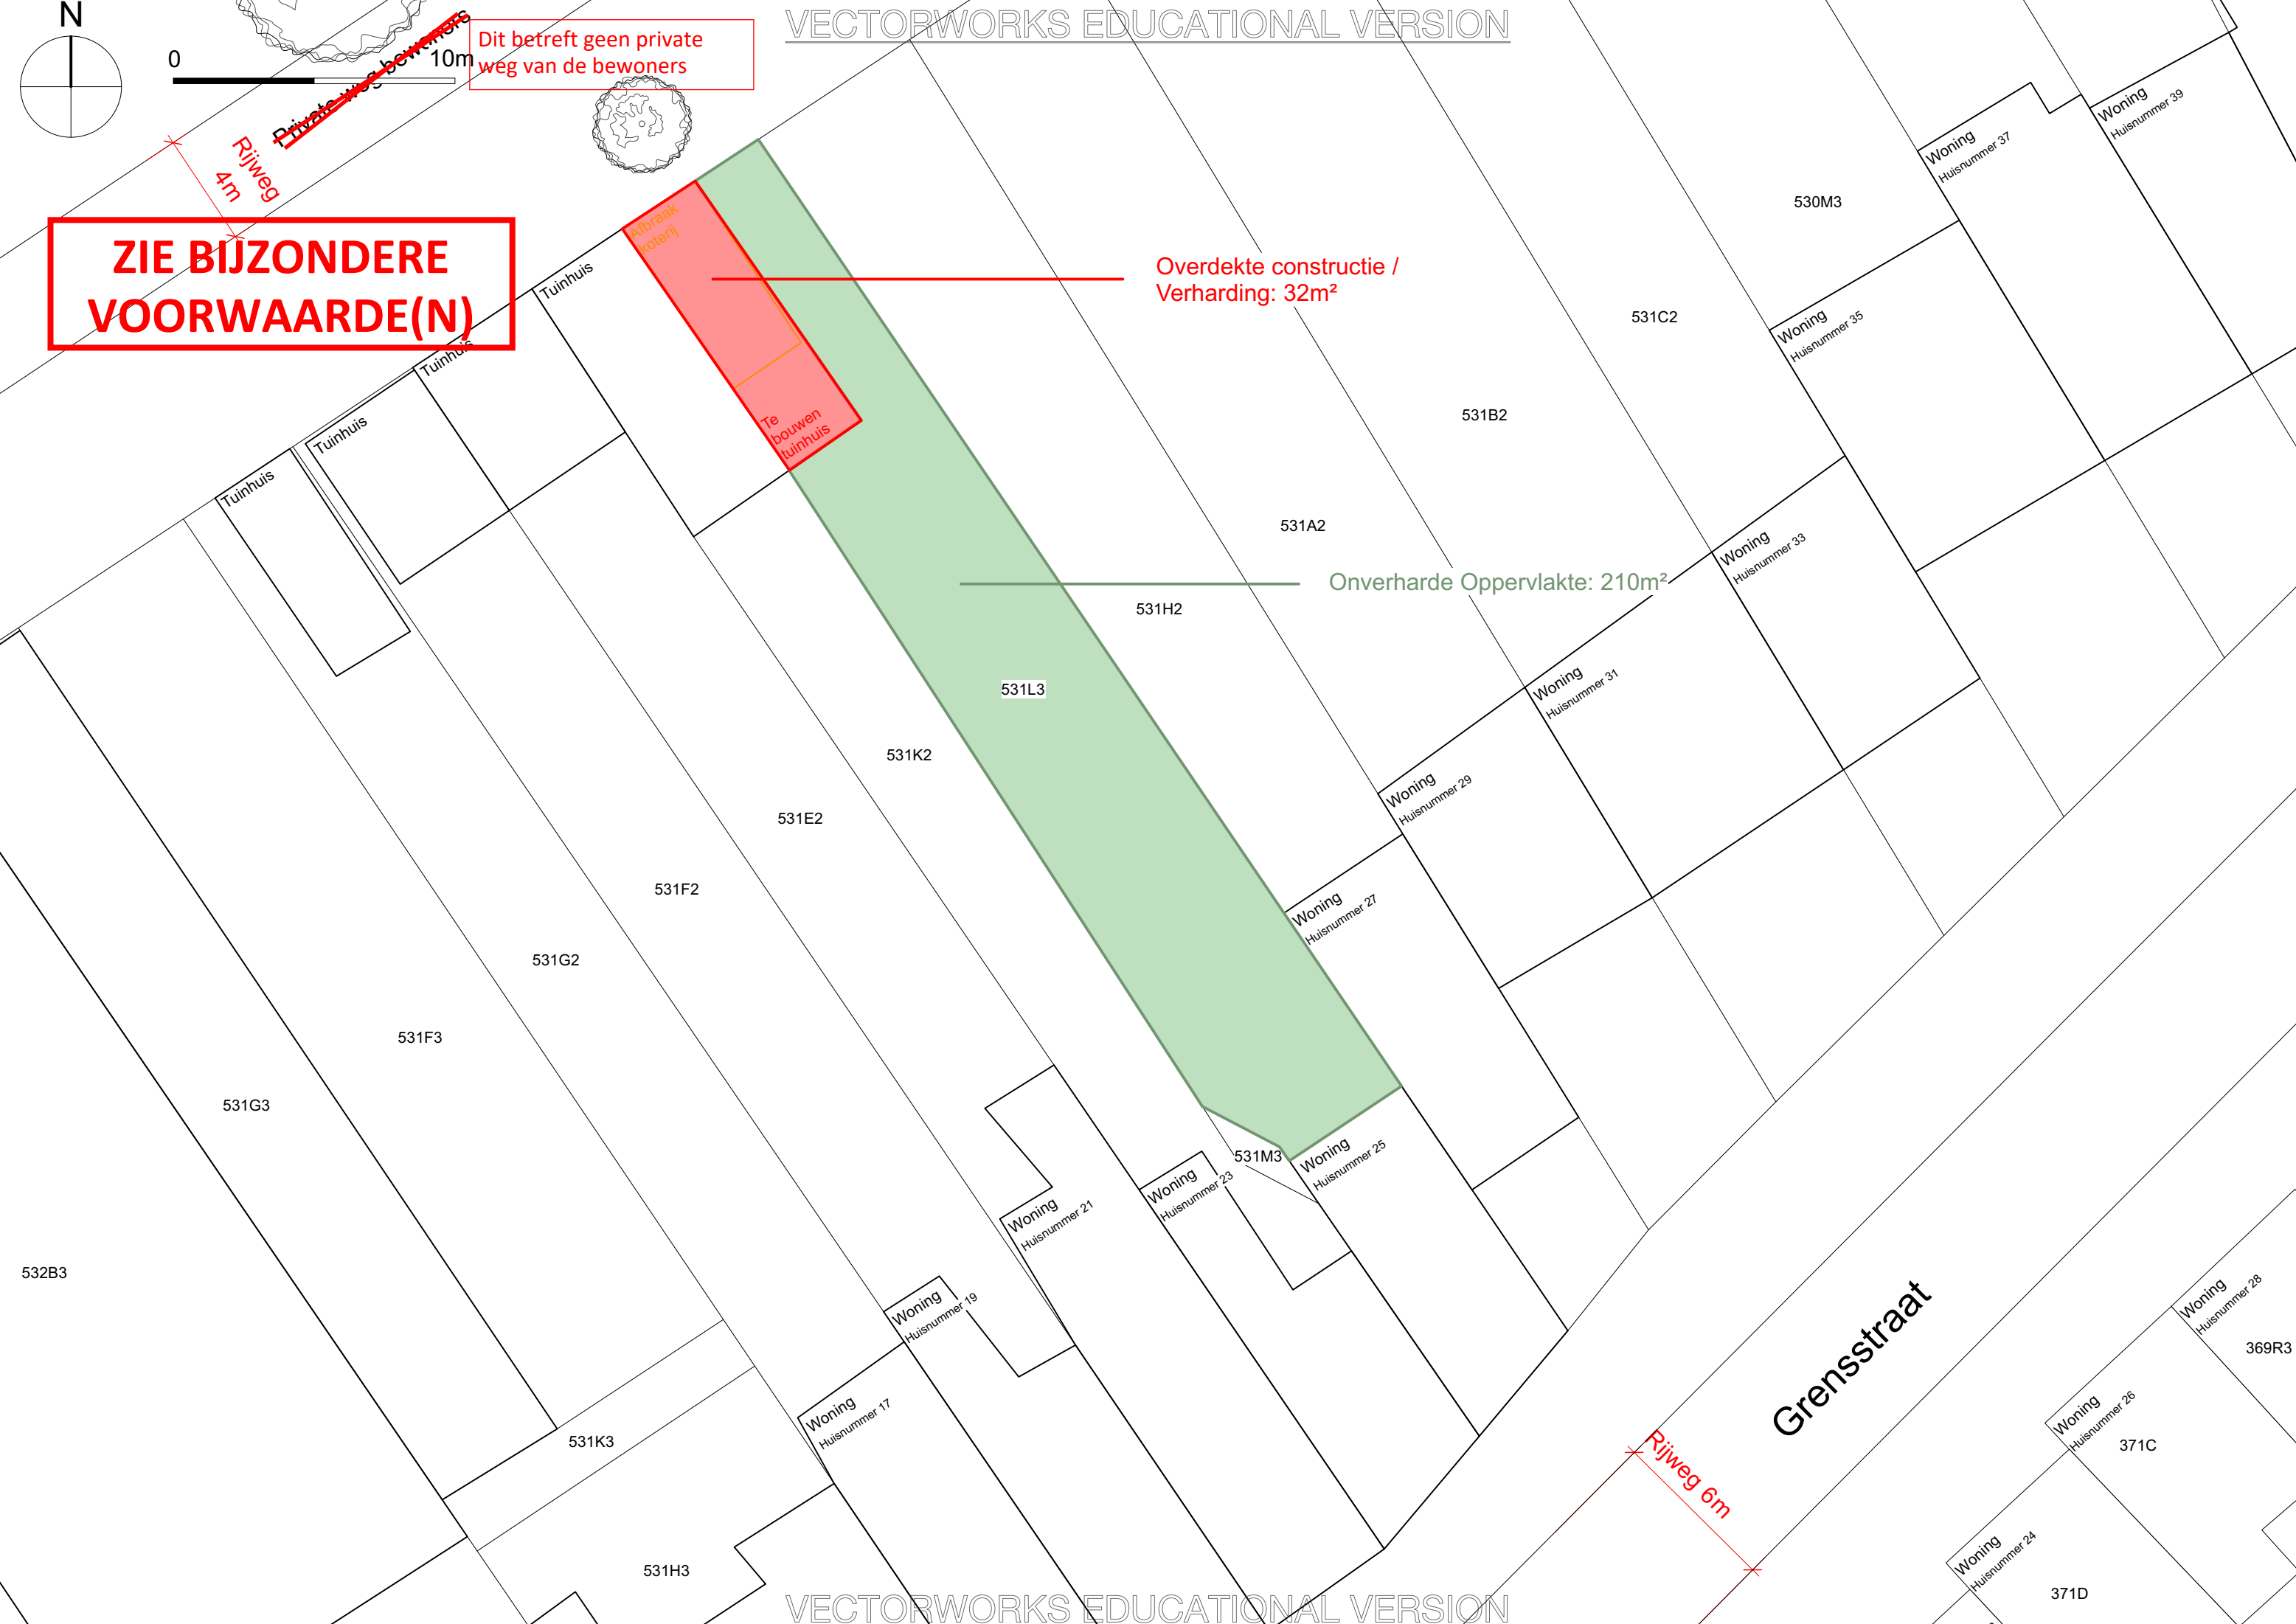 VECTORWORKS EDUCATIONAL VERSION
N
0
10m
Private weg bewoners
Dit betreft geen private
weg van de bewoners
Rijweg
4m
ZIE BIJZONDERE
VOORWAARDE(N)
Afbraak
koterij
Te
bouwen
tuinhuis
Overdekte constructie /
Verharding: 32m²
Onverharde Oppervlakte: 210m²
Tuinhuis
Tuinhuis
Tuinhuis
Tuinhuis
Woning
Huisnummer 39
Woning
Huisnummer 37
530M3
Woning
Huisnummer 35
531C2
531B2
Woning
Huisnummer 33
531A2
531H2
Woning
Huisnummer 31
531L3
531K2
Woning
Huisnummer 29
531E2
531F2
Woning
Huisnummer 27
531G2
531F3
531G3
532B3
531M3
Woning
Huisnummer 25
Woning
Huisnummer 23
Woning
Huisnummer 21
Woning
Huisnummer 19
Woning
Huisnummer 17
531K3
531H3
Grensstraat
Rijweg 6m
Woning
Huisnummer 28
369R3
Woning
Huisnummer 26
371C
Woning
Huisnummer 24
371D
VECTORWORKS EDUCATIONAL VERSION